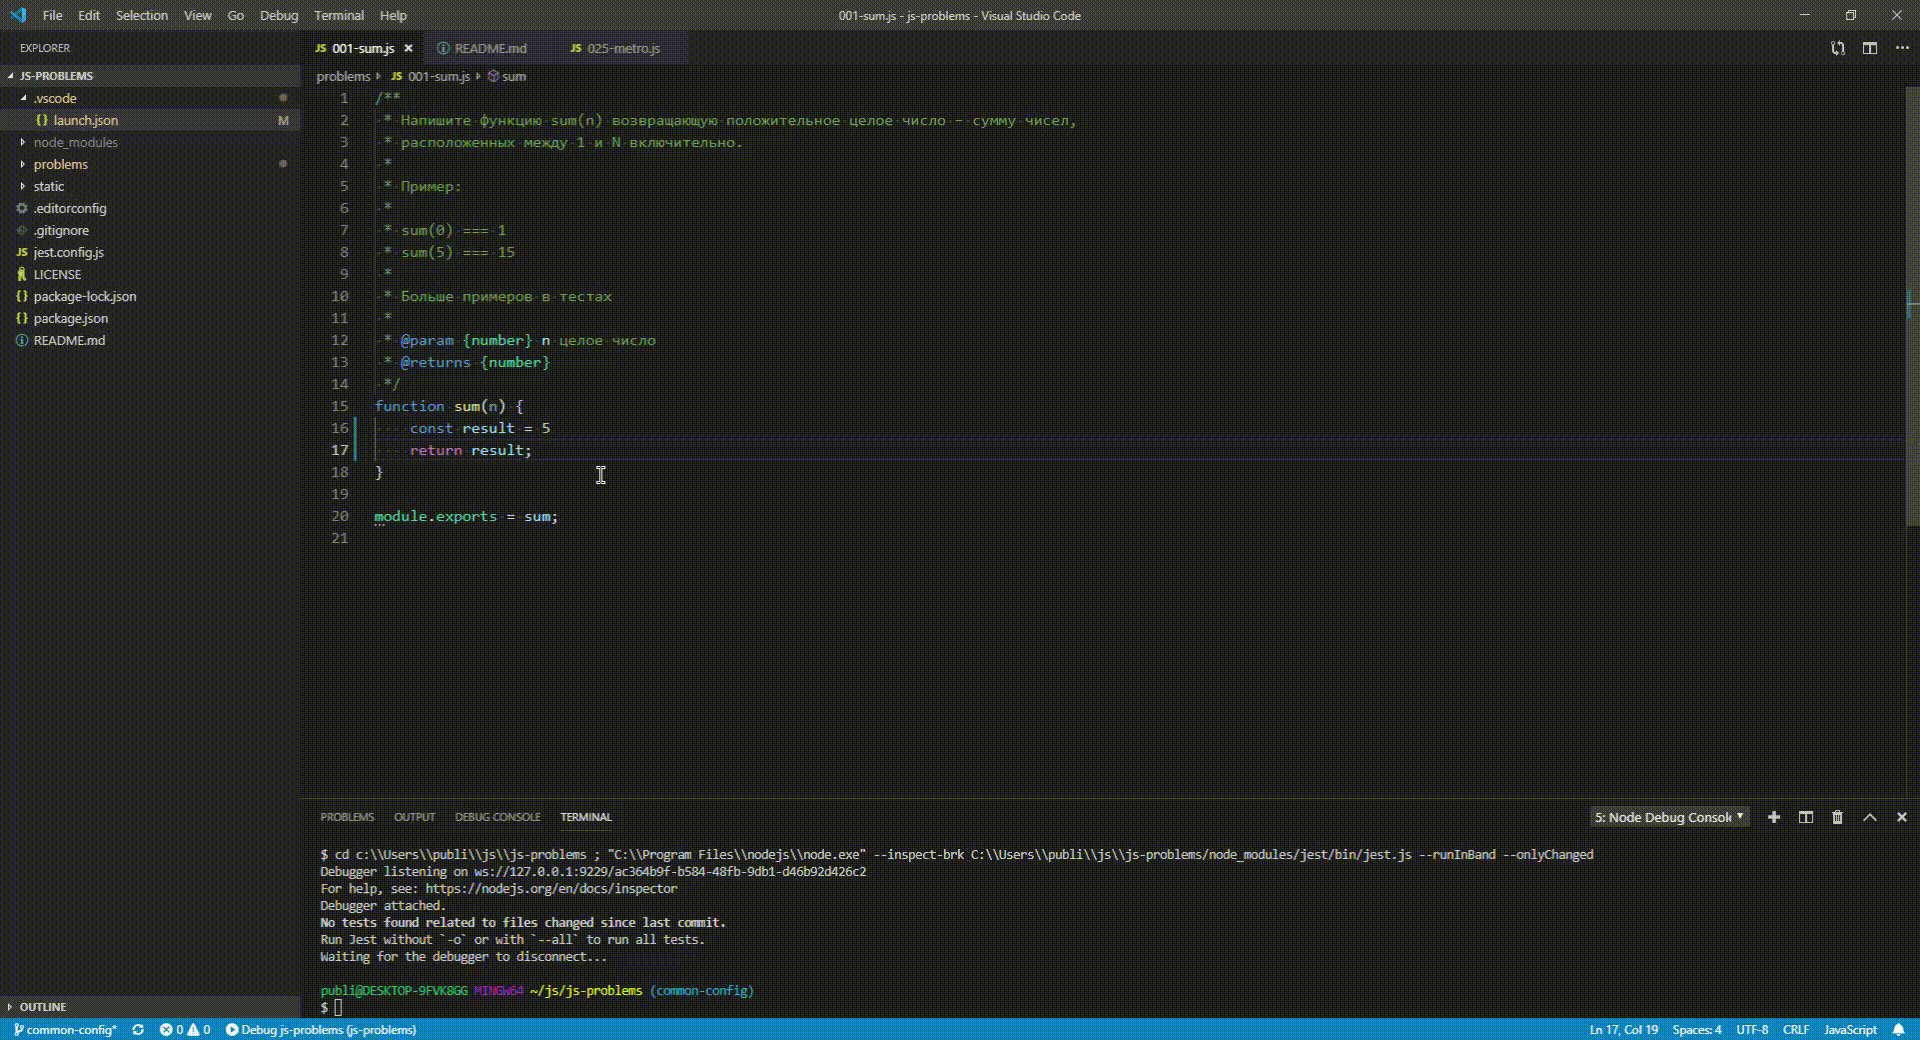 File Edit Selection View Go Debug Terminal Help
001-sum.js - js-problems - Visual Studio Code
EXPLORER
JS-PROBLEMS
.vscode
launch.json M
node_modules
problems
static
.editorconfig
.gitignore
jest.config.js
LICENSE
package-lock.json
package.json
README.md
OUTLINE
JS 001-sum.js README.md JS 025-metro.js
problems JS 001-sum.js sum
1 /**
2 * Напишите функцию sum(n) возвращающую положительное целое число - сумму чисел,
3 * расположенных между 1 и N включительно.
4 *
5 * Пример:
6 *
7 * sum(0) === 1
8 * sum(5) === 15
9 *
10 * Больше примеров в тестах
11 *
12 * @param {number} n целое число
13 * @returns {number}
14 */
15 function sum(n) {
16 const result = 5
17 return result;
18 }
19
20 module.exports = sum;
21
PROBLEMS OUTPUT DEBUG CONSOLE TERMINAL
5: Node Debug Console
$ cd c:\\Users\\publi\\js\\js-problems ; "C:\\Program Files\\nodejs\\node.exe" --inspect-brk C:\\Users\\publi\\js\\js-problems/node_modules/jest/bin/jest.js --runInBand --onlyChanged
Debugger listening on ws://127.0.0.1:9229/ac364b9f-b584-48fb-9db1-d46b92d426c2
For help, see: https://nodejs.org/en/docs/inspector
Debugger attached.
No tests found related to files changed since last commit.
Run Jest without `-o` or with `--all` to run all tests.
Waiting for the debugger to disconnect...
publi@DESKTOP-9FVK8GG MINGW64 ~/js/js-problems (common-config)
$
common-config* 0 0 Debug js-problems (js-problems)
Ln 17, Col 19 Spaces: 4 UTF-8 CRLF JavaScript